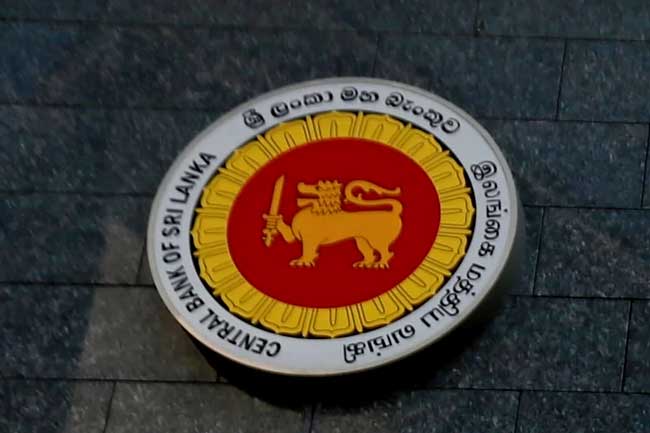 ශ්‍රී ලංකා මහ බැංකුව
இலங்கை மத்திய வங்கி
CENTRAL BANK OF SRI LANKA